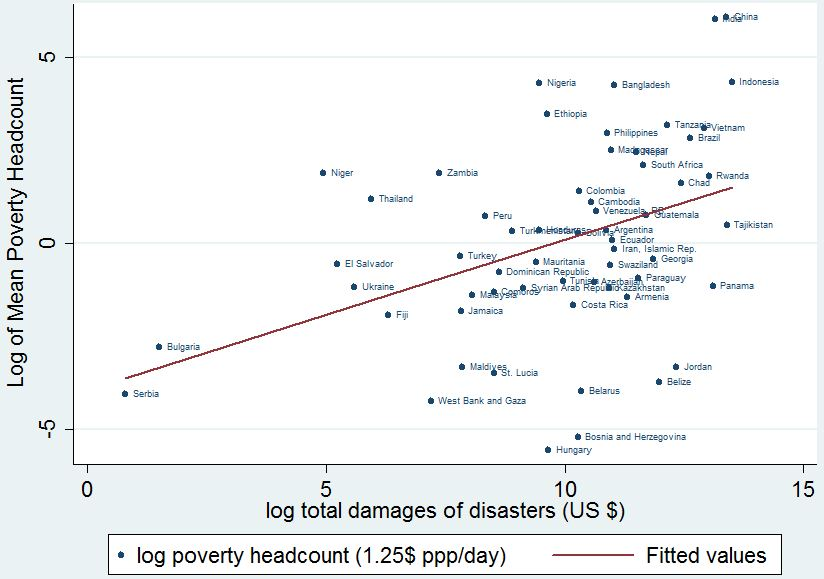 China
India
5
Nigeria
Bangladesh
Indonesia
Ethiopia
Tanzania
Vietnam
Philippines
Brazil
Madagascar
Nepal
South Africa
Niger
Zambia
Rwanda
Chad
Colombia
Thailand
Cambodia
Venezuela, RB
Peru
Guatemala
Tajikistan
Turkmenistan
Honduras
Bolivia
Argentina
0
Ecuador
Iran, Islamic Rep.
Turkey
Georgia
El Salvador
Mauritania
Swaziland
Dominican Republic
Tunisia
Azerbaijan
Paraguay
Ukraine
Syrian Arab Republic
Kazakhstan
Panama
Malaysia
Comoros
Armenia
Costa Rica
Fiji
Jamaica
Bulgaria
Maldives
St. Lucia
Jordan
Belize
Serbia
Belarus
West Bank and Gaza
-5
Bosnia and Herzegovina
Hungary
Log of Mean Poverty Headcount
0 5 10 15
log total damages of disasters (US $)
log poverty headcount (1.25$ ppp/day) Fitted values